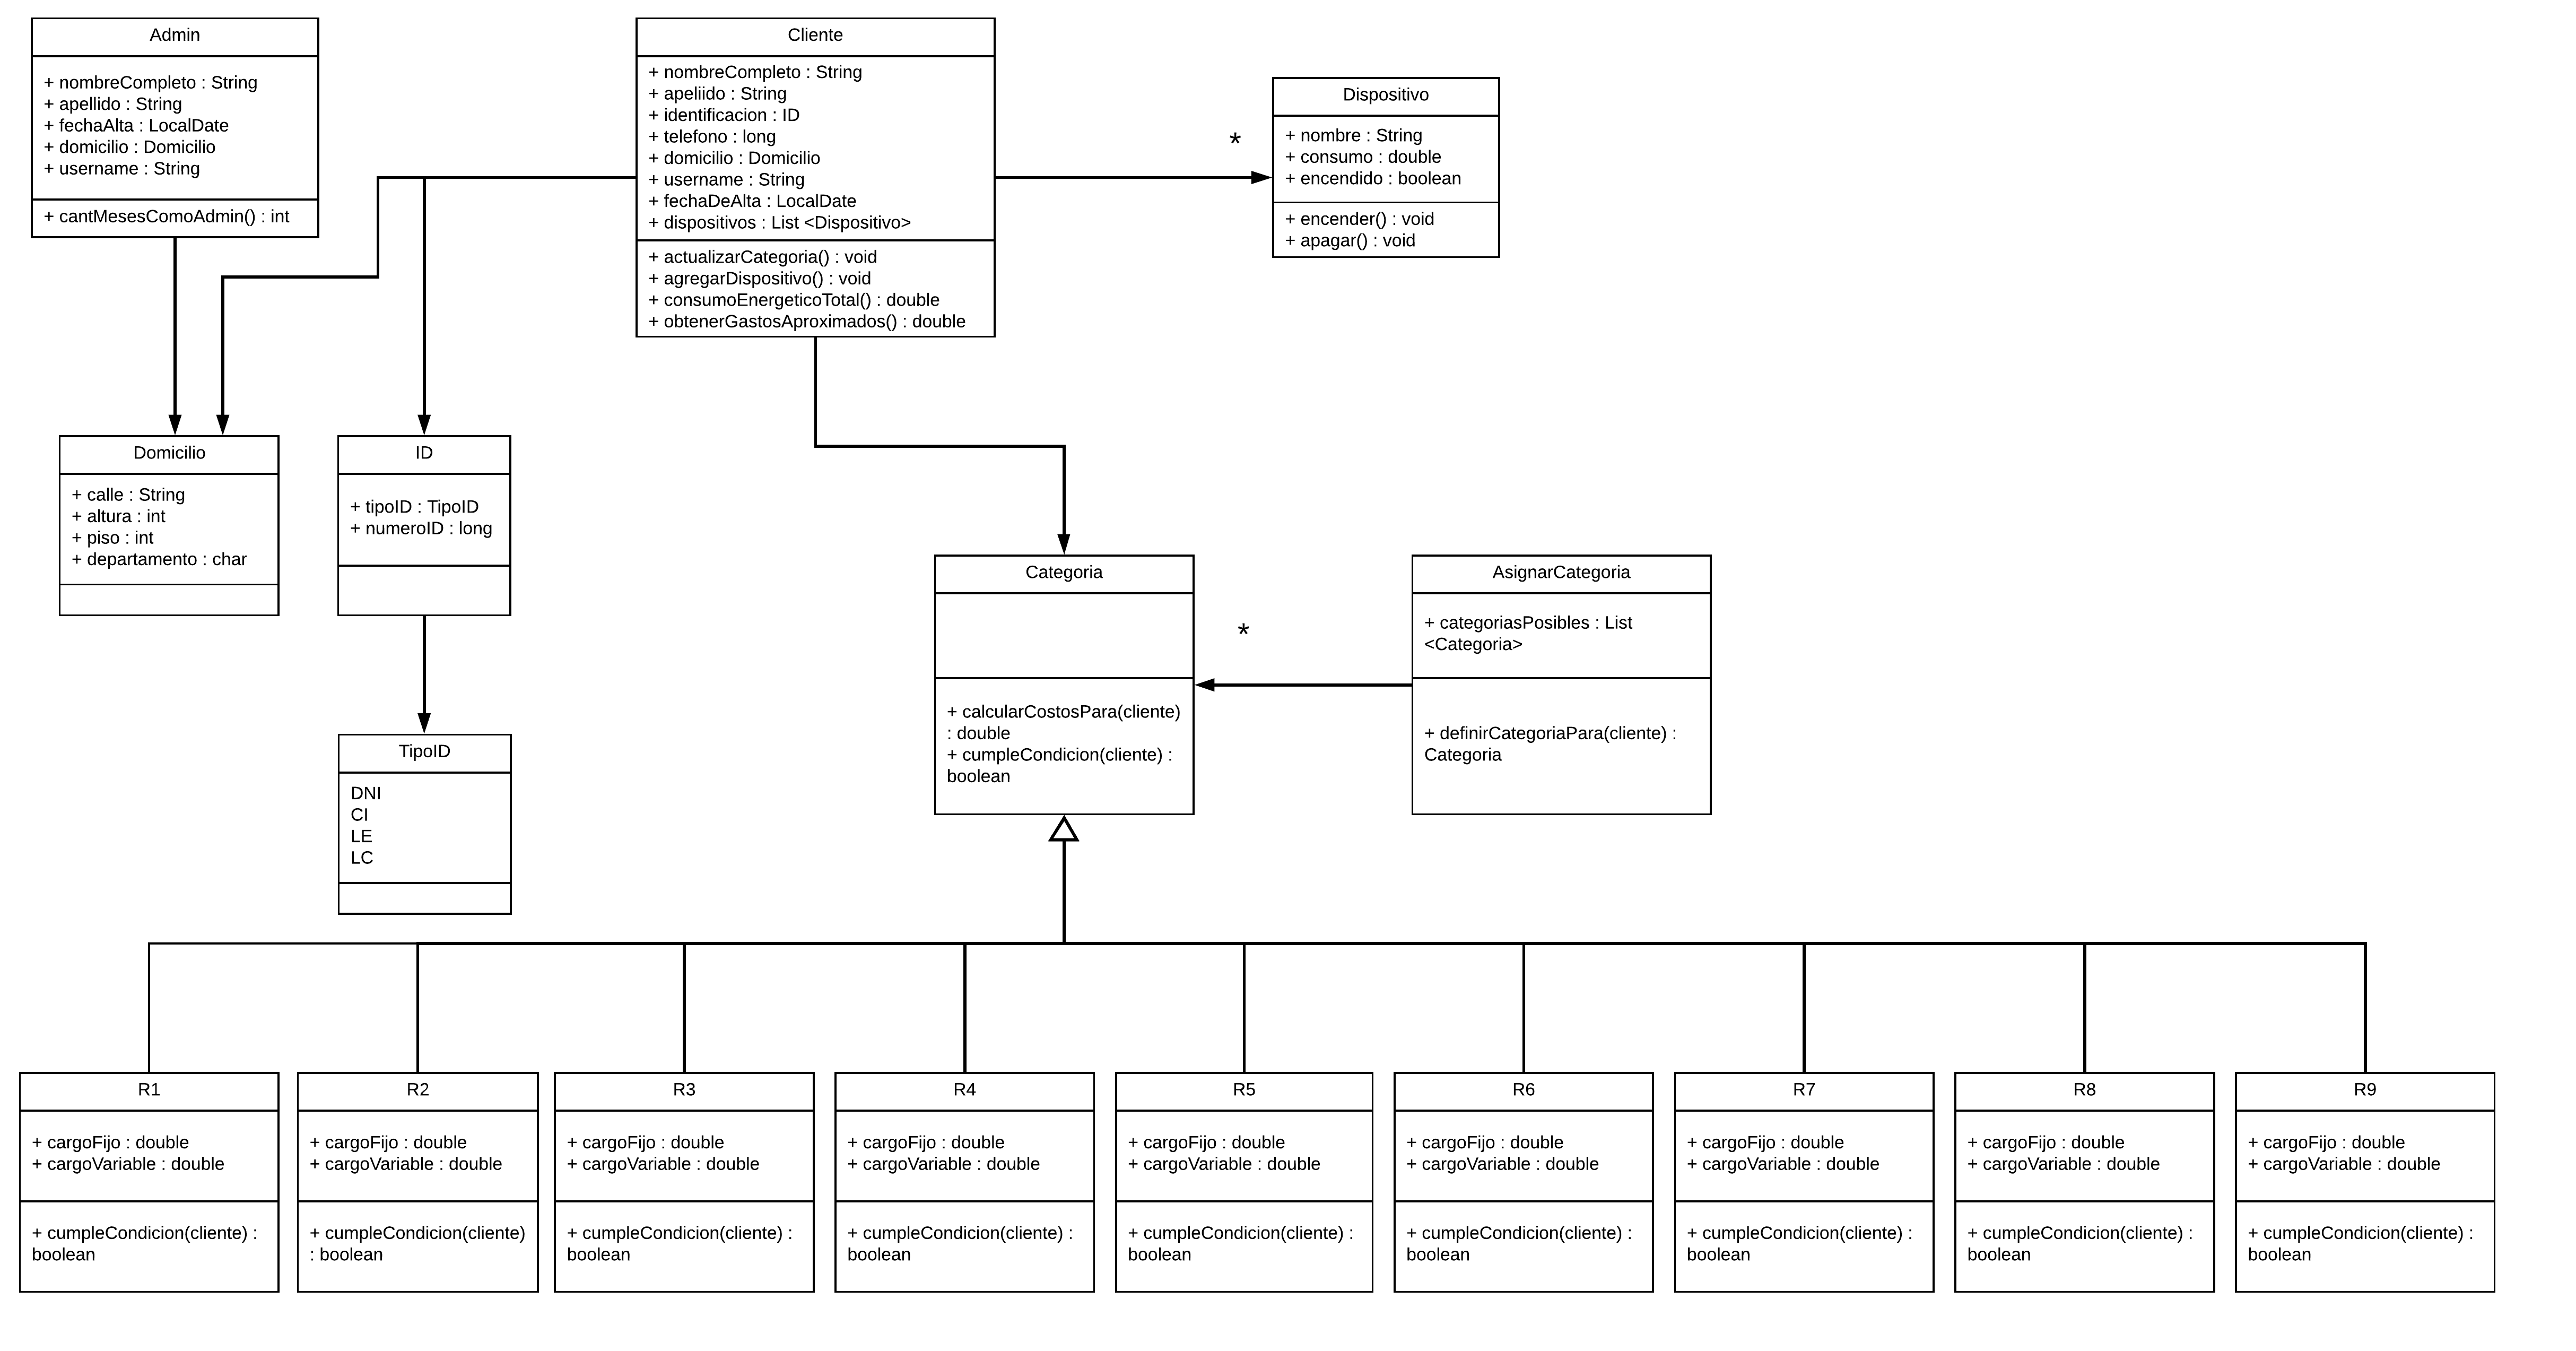 Admin
+ nombreCompleto : String
+ apellido : String
+ fechaAlta : LocalDate
+ domicilio : Domicilio
+ username : String
+ cantMesesComoAdmin() : int
Cliente
+ nombreCompleto : String
+ apeliido : String
+ identificacion : ID
+ telefono : long
+ domicilio : Domicilio
+ username : String
+ fechaDeAlta : LocalDate
+ dispositivos : List <Dispositivo>
+ actualizarCategoria() : void
+ agregarDispositivo() : void
+ consumoEnergeticoTotal() : double
+ obtenerGastosAproximados() : double
*
Dispositivo
+ nombre : String
+ consumo : double
+ encendido : boolean
+ encender() : void
+ apagar() : void
Domicilio
+ calle : String
+ altura : int
+ piso : int
+ departamento : char
ID
+ tipoID : TipoID
+ numeroID : long
Categoria
+ calcularCostosPara(cliente)
: double
+ cumpleCondicion(cliente) :
boolean
*
AsignarCategoria
+ categoriasPosibles : List
<Categoria>
+ definirCategoriaPara(cliente) :
Categoria
TipoID
DNI
CI
LE
LC
R1
+ cargoFijo : double
+ cargoVariable : double
+ cumpleCondicion(cliente) :
boolean
R2
+ cargoFijo : double
+ cargoVariable : double
+ cumpleCondicion(cliente)
: boolean
R3
+ cargoFijo : double
+ cargoVariable : double
+ cumpleCondicion(cliente) :
boolean
R4
+ cargoFijo : double
+ cargoVariable : double
+ cumpleCondicion(cliente) :
boolean
R5
+ cargoFijo : double
+ cargoVariable : double
+ cumpleCondicion(cliente) :
boolean
R6
+ cargoFijo : double
+ cargoVariable : double
+ cumpleCondicion(cliente) :
boolean
R7
+ cargoFijo : double
+ cargoVariable : double
+ cumpleCondicion(cliente) :
boolean
R8
+ cargoFijo : double
+ cargoVariable : double
+ cumpleCondicion(cliente) :
boolean
R9
+ cargoFijo : double
+ cargoVariable : double
+ cumpleCondicion(cliente) :
boolean